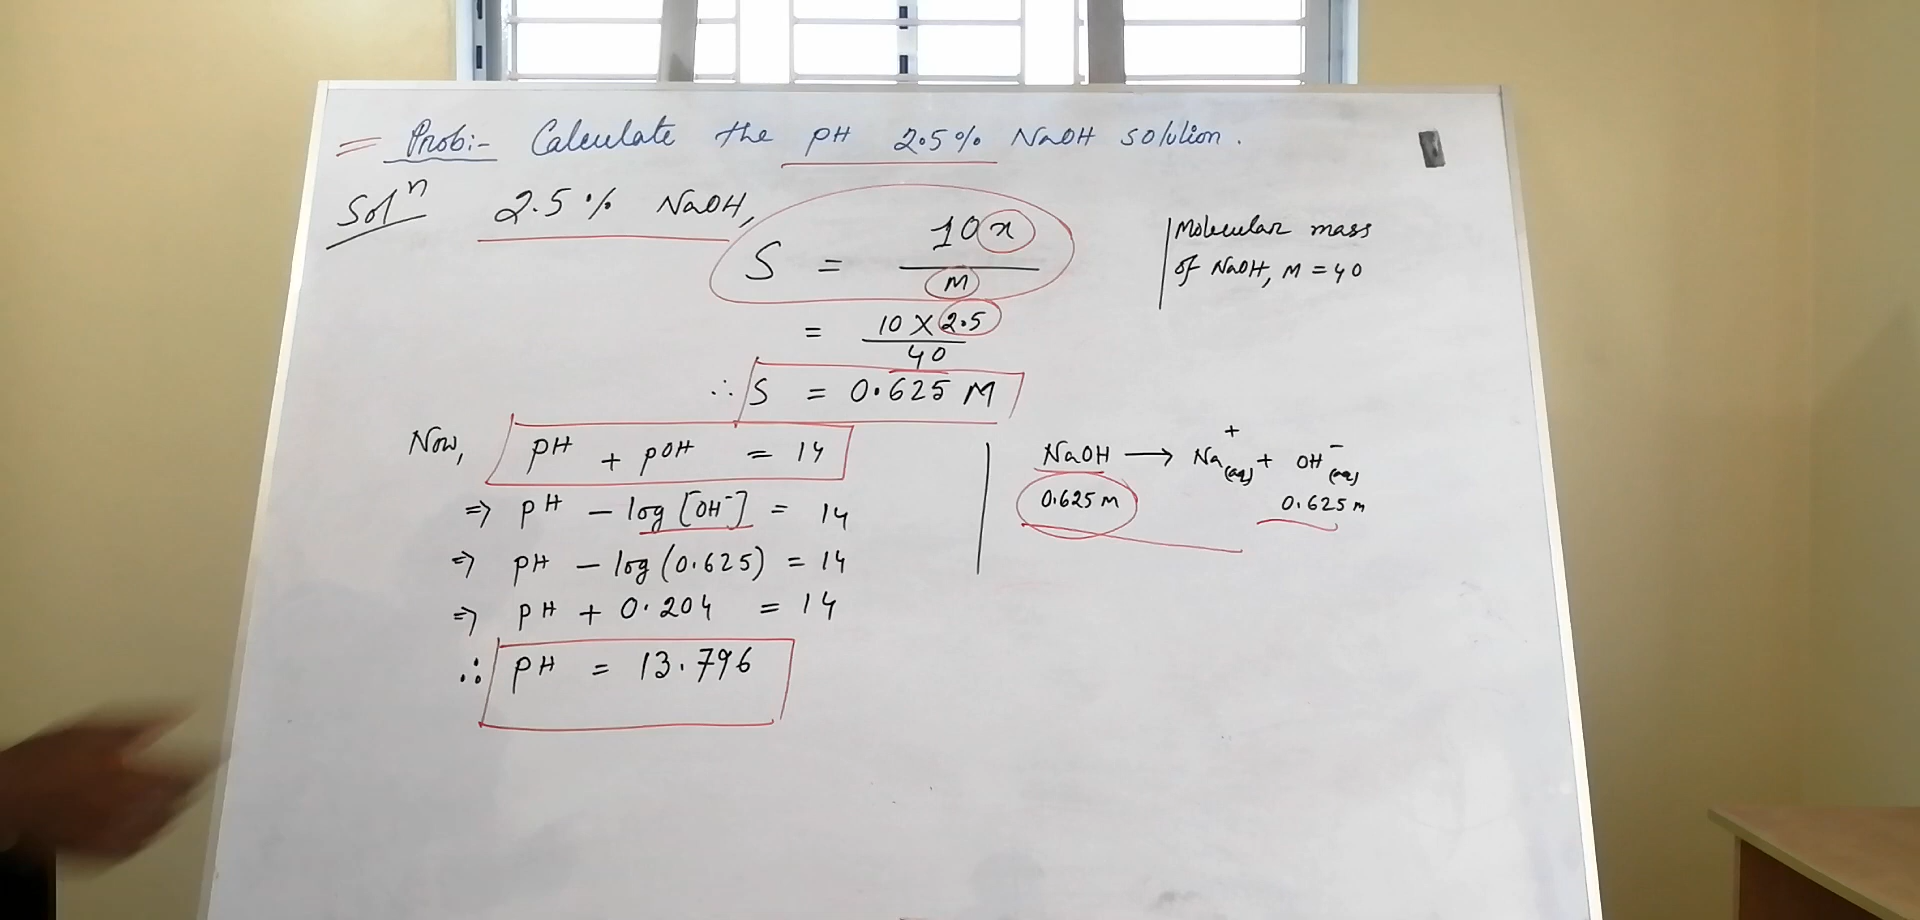 = Prob:- Calculate the pH 2.5% NaOH solution.
Solⁿ 2.5% NaOH,
S = 10x / M
= 10 × 2.5 / 40
∴ S = 0.625 M
Molecular mass
of NaOH, M = 40
Now, pH + pOH = 14
⇒ pH – log [OH⁻] = 14
⇒ pH – log (0.625) = 14
⇒ pH + 0.204 = 14
∴ pH = 13.796
NaOH → Na⁺(aq) + OH⁻(aq)
0.625 M 0.625 M